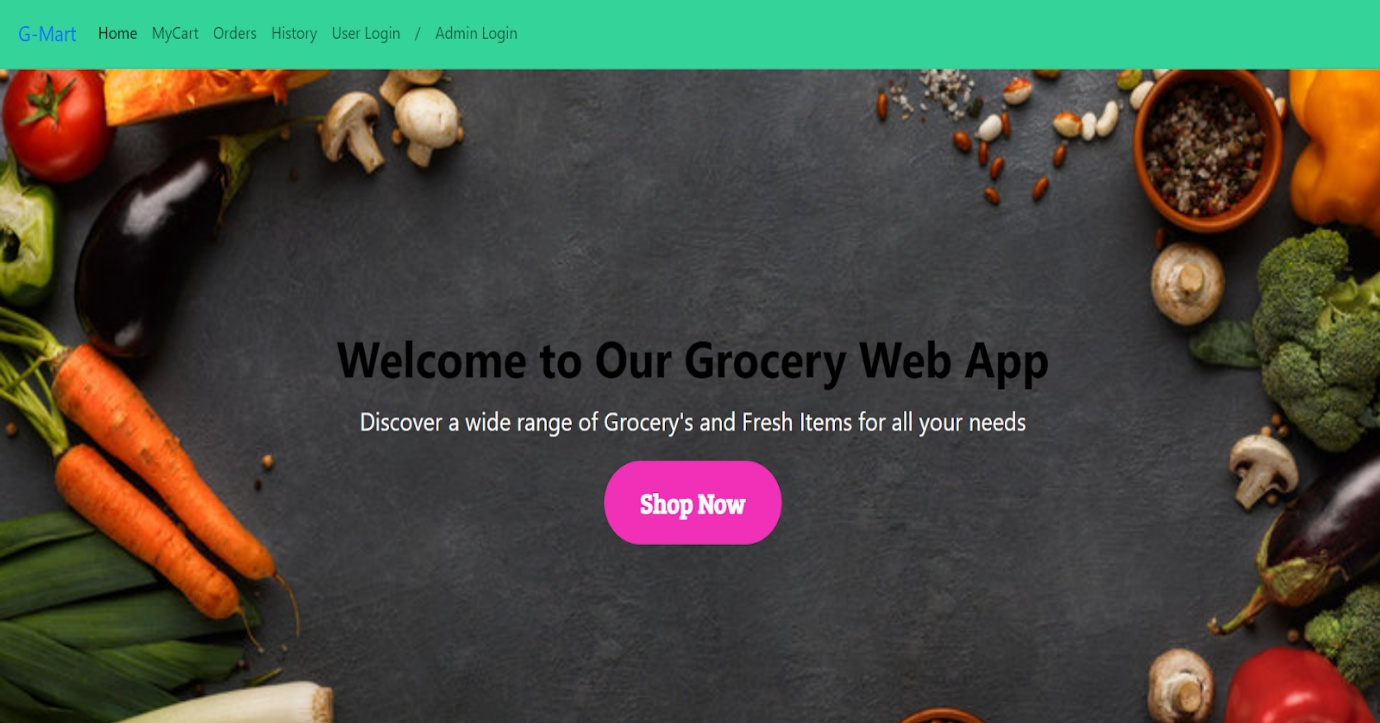 G-Mart Home MyCart Orders History User Login / Admin Login
Welcome to Our Grocery Web App
Discover a wide range of Grocery's and Fresh Items for all your needs
Shop Now